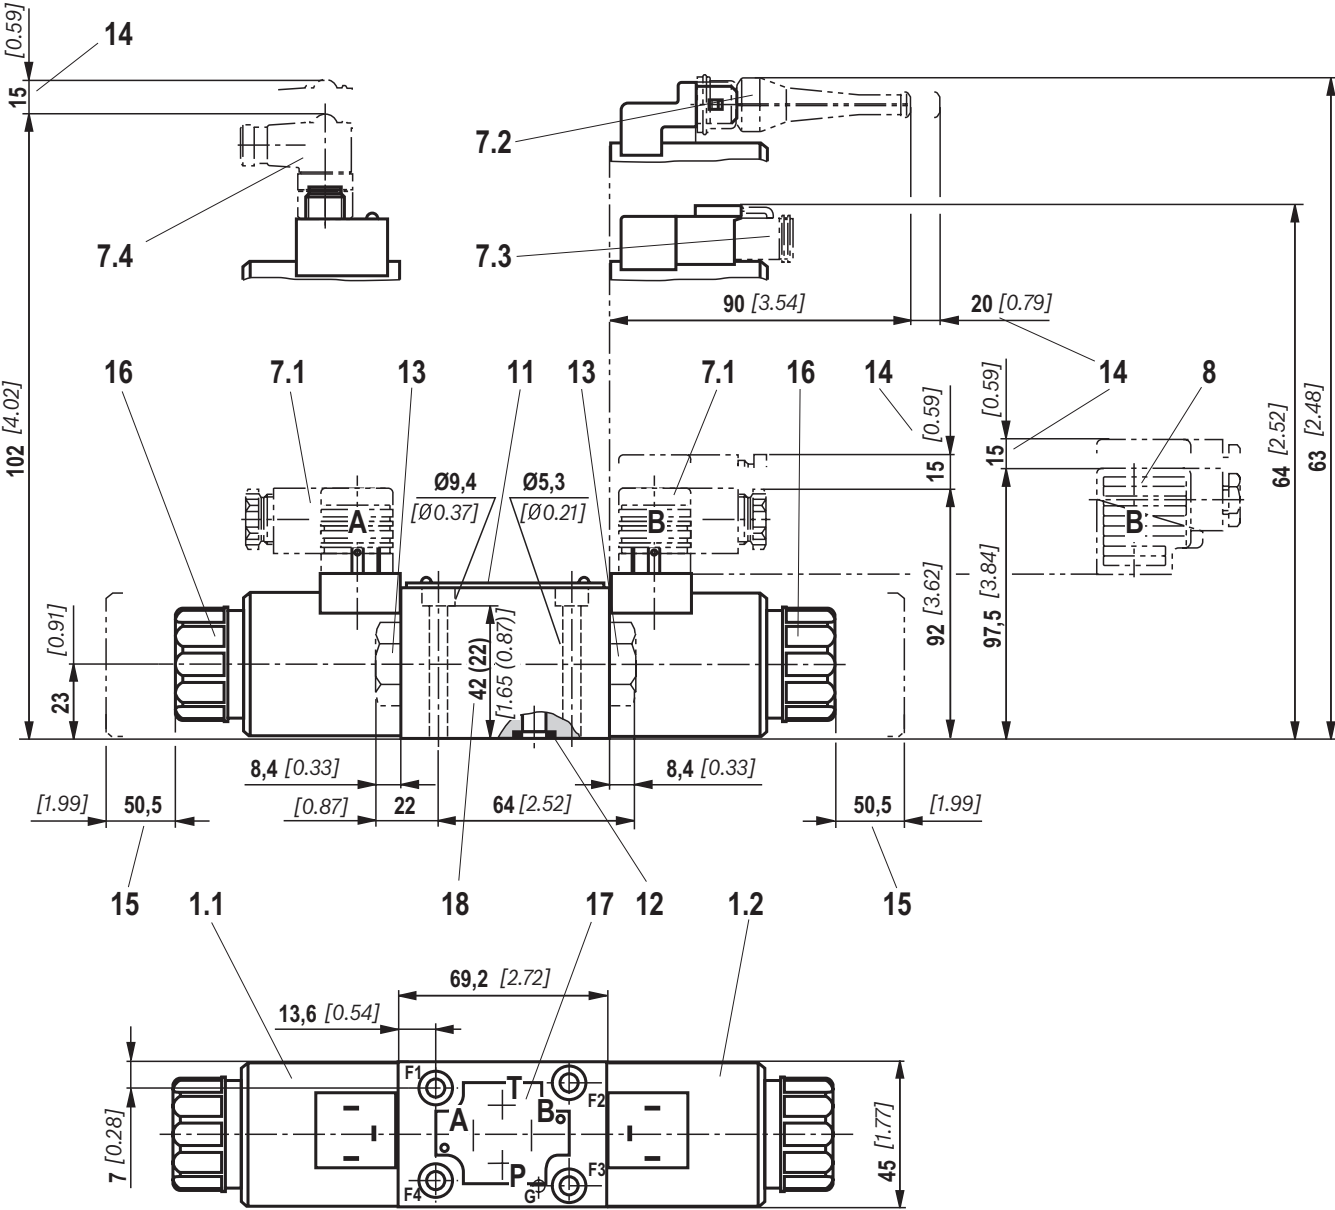 14
15 [0.59]
7.2
7.4
7.3
90 [3.54]
20 [0.79]
16
7.1
13
11
13
7.1
16
14
14
8
102 [4.02]
15 [0.59]
15 [0.59]
64 [2.52]
63 [2.48]
Ø9,4
[Ø0.37]
Ø5,3
[Ø0.21]
A
B
B
92 [3.62]
97,5 [3.84]
23 [0.91]
42 (22)
[1.65 (0.87)]
8,4 [0.33]
8,4 [0.33]
[1.99] 50,5
[0.87] 22
64 [2.52]
50,5 [1.99]
15
1.1
18
17
12
1.2
15
69,2 [2.72]
13,6 [0.54]
F1
T
F2
A
B
7 [0.28]
45 [1.77]
P
F3
F4
G